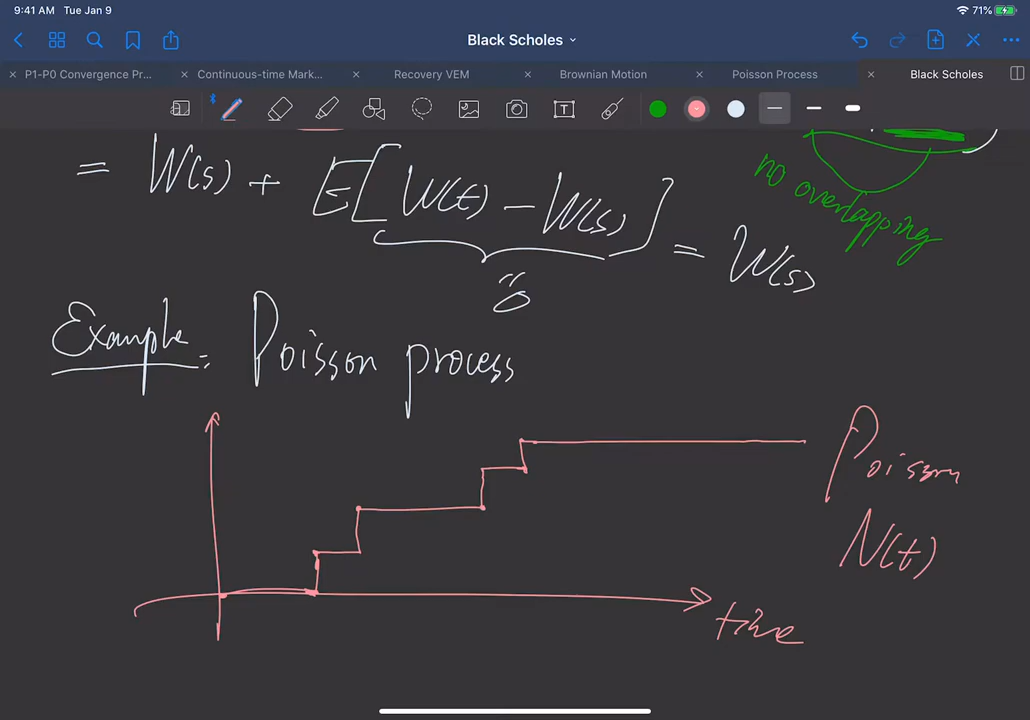 9:41 AM Tue Jan 9
71%
Black Scholes
P1-P0 Convergence Pr...
Continuous-time Mark...
Recovery VEM
Brownian Motion
Poisson Process
Black Scholes
= W(s) + E[W(t) – W(s)] = W(s)
"0
no overlapping
Example: Poisson process
Poisson
N(t)
time